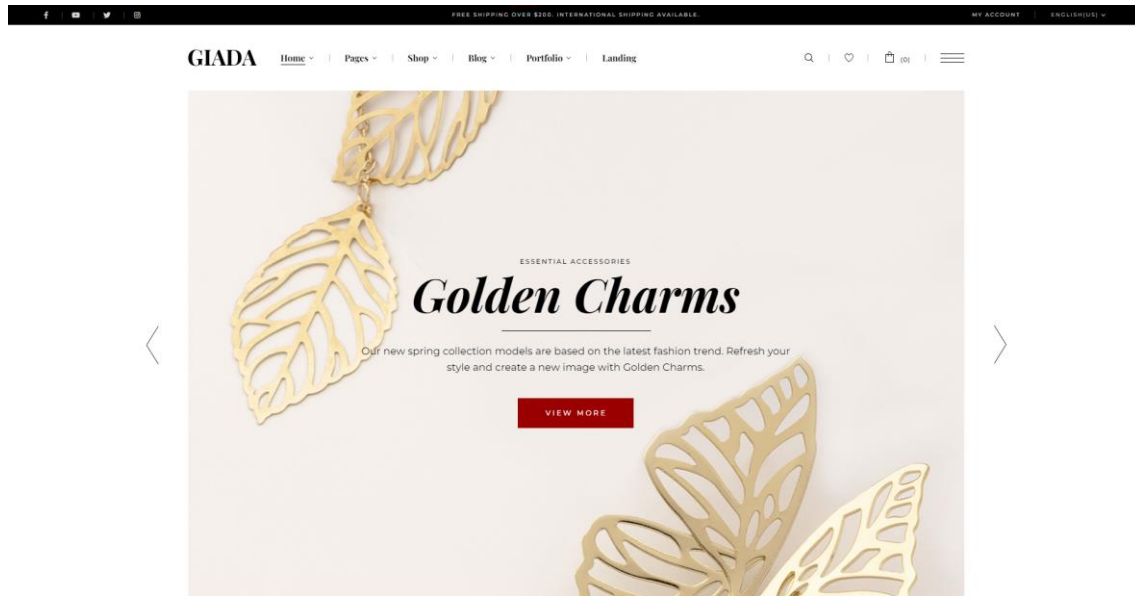 FREE SHIPPING OVER $200. INTERNATIONAL SHIPPING AVAILABLE.
MY ACCOUNT
ENGLISH(US)
GIADA
Home
Pages
Shop
Blog
Portfolio
Landing
(0)
ESSENTIAL ACCESSORIES
Golden Charms
Our new spring collection models are based on the latest fashion trend. Refresh your
style and create a new image with Golden Charms.
VIEW MORE